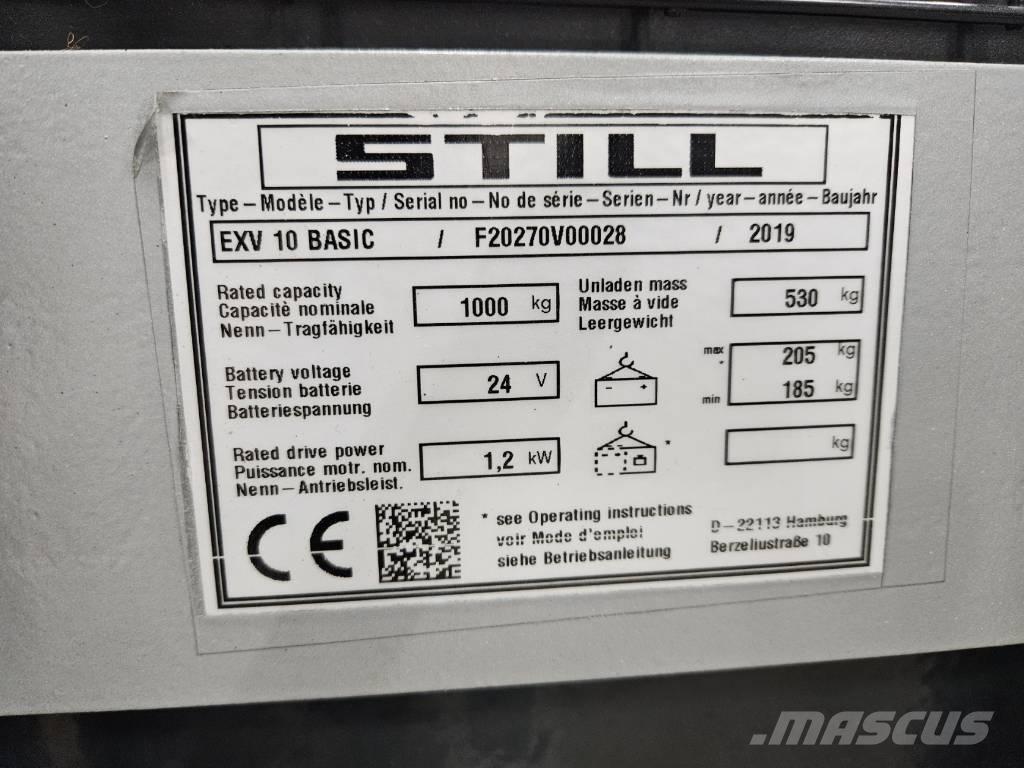 STILL
Type – Modèle – Typ / Serial no – No de série – Serien – Nr / year – année – Baujahr
EXV 10 BASIC / F20270V00028 / 2019
Rated capacity
Capacité nominale
Nenn – Tragfähigkeit
1000 kg
Unladen mass
Masse à vide
Leergewicht
530 kg
Battery voltage
Tension batterie
Batteriespannung
24 V
- +
max * 205 kg
min 185 kg
Rated drive power
Puissance motr. nom.
Nenn – Antriebsleist.
1,2 kW
*
kg
CE
* see Operating instructions
voir Mode d'emploi
siehe Betriebsanleitung
D – 22113 Hamburg
Berzeliustraße 10
MASCUS